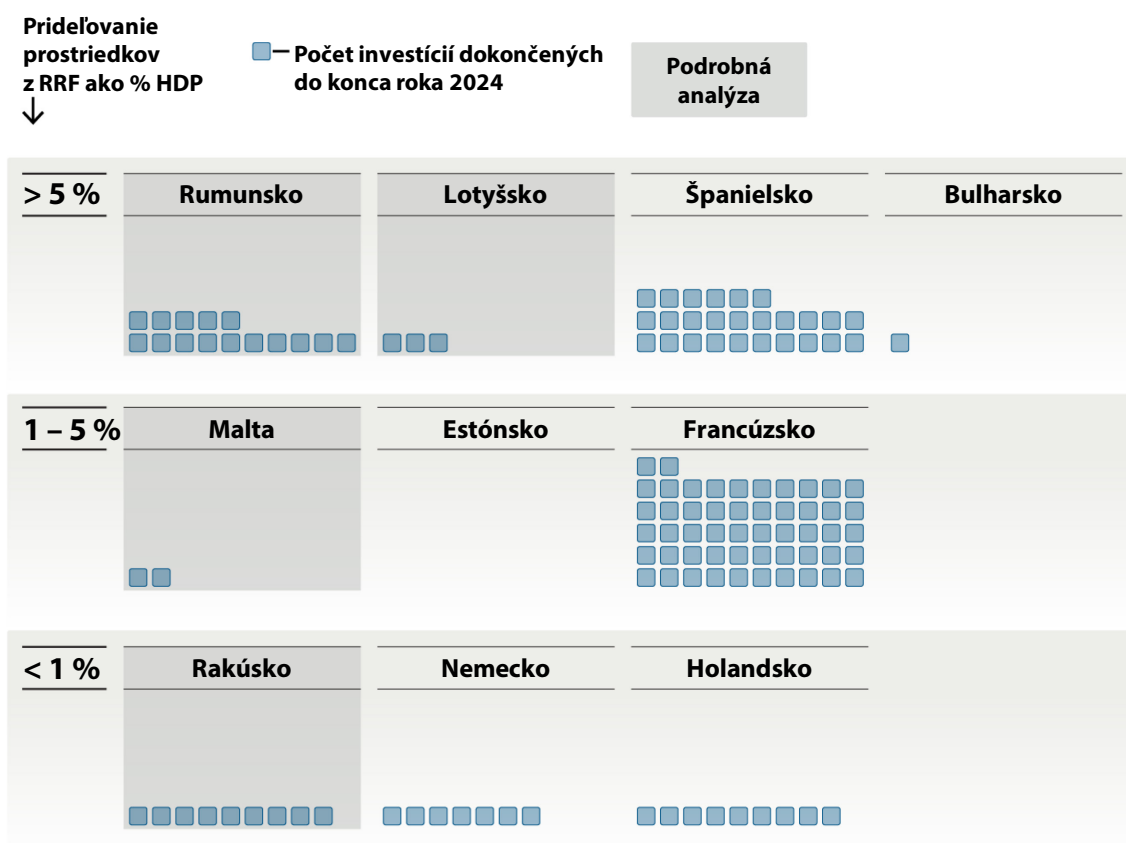 Prideľovanie
prostriedkov
z RRF ako % HDP
Počet investícií dokončených
do konca roka 2024
Podrobná
analýza
> 5 %
Rumunsko
Lotyšsko
Španielsko
Bulharsko
1 – 5 %
Malta
Estónsko
Francúzsko
< 1 %
Rakúsko
Nemecko
Holandsko